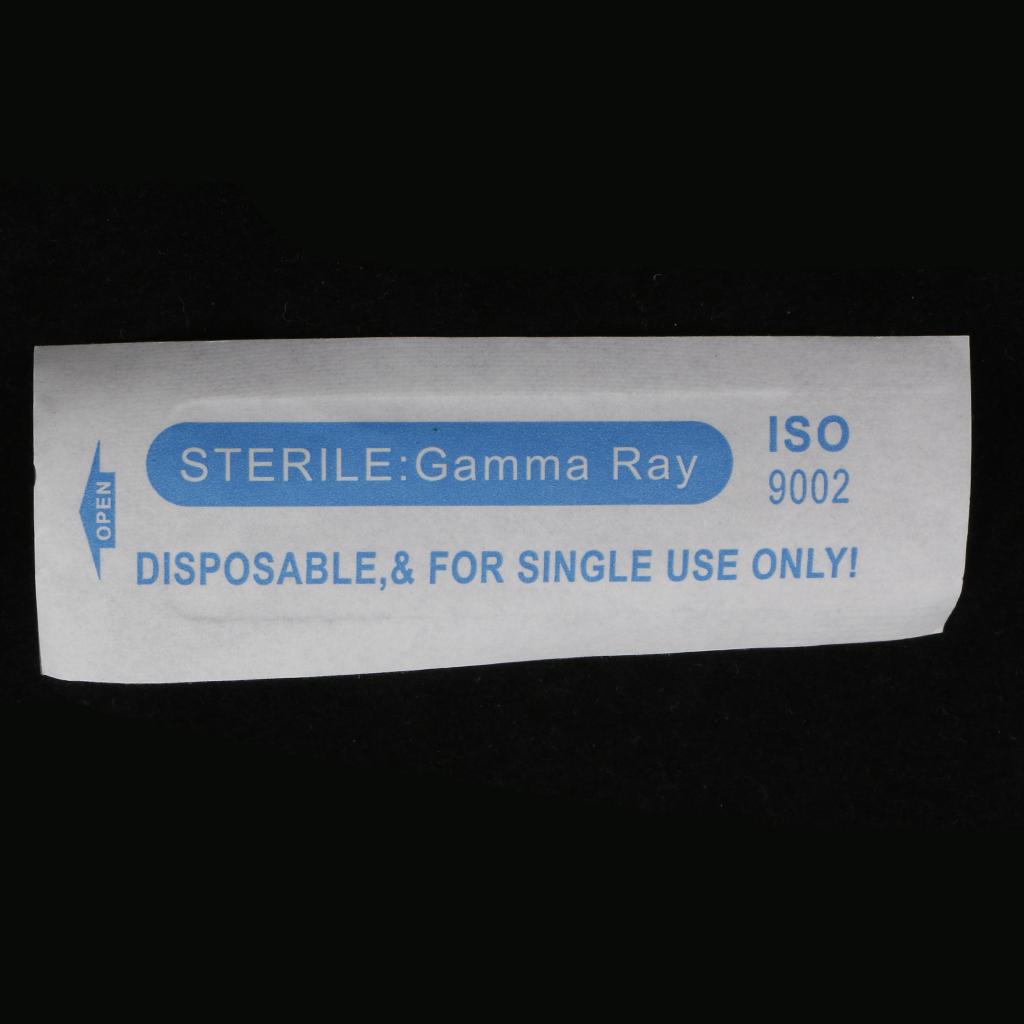 STERILE:Gamma Ray
ISO
9002
OPEN
DISPOSABLE,& FOR SINGLE USE ONLY!